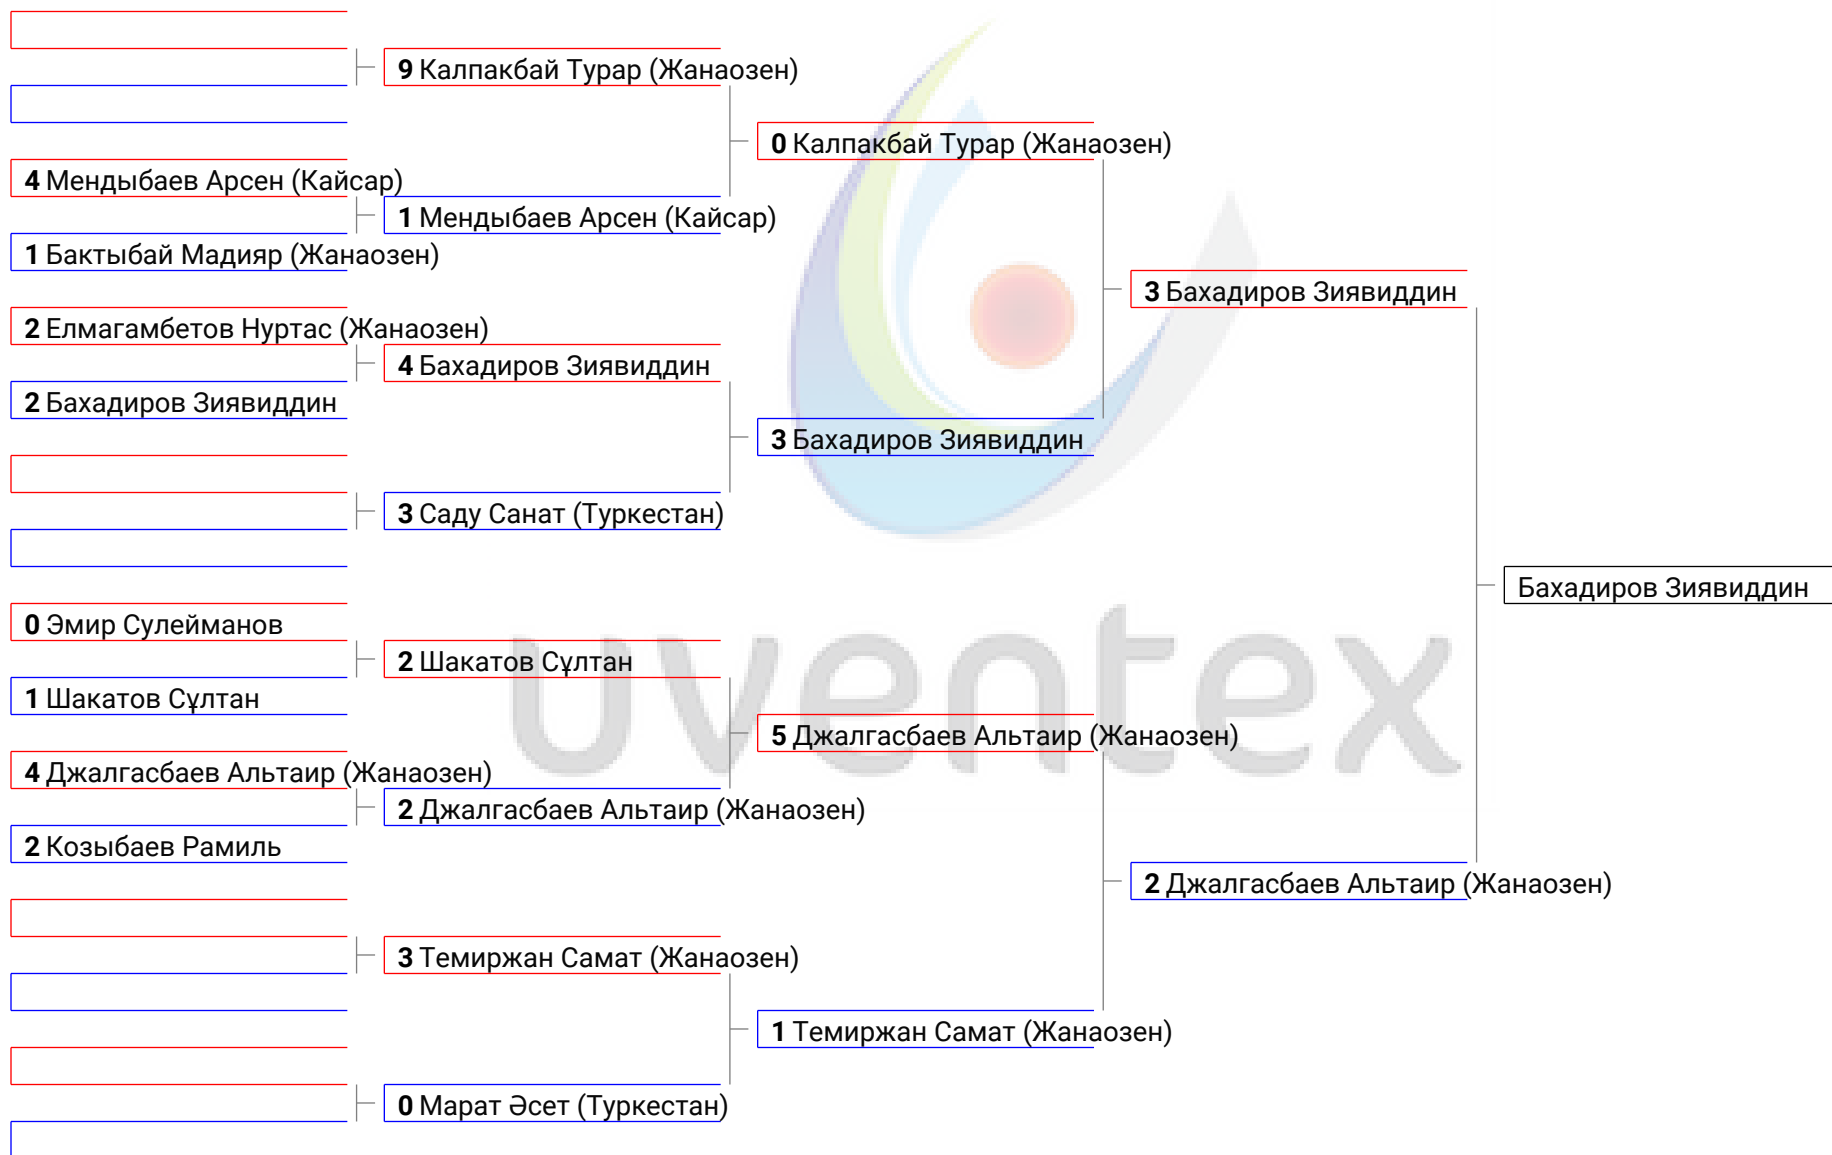 9 Калпакбай Турар (Жанаозен)
0 Калпакбай Турар (Жанаозен)
4 Мендыбаев Арсен (Кайсар)
1 Мендыбаев Арсен (Кайсар)
1 Бактыбай Мадияр (Жанаозен)
3 Бахадиров Зиявиддин
2 Елмагамбетов Нуртас (Жанаозен)
4 Бахадиров Зиявиддин
2 Бахадиров Зиявиддин
3 Бахадиров Зиявиддин
3 Саду Санат (Туркестан)
Бахадиров Зиявиддин
0 Эмир Сулейманов
2 Шакатов Сұлтан
1 Шакатов Сұлтан
uventex
5 Джалгасбаев Альтаир (Жанаозен)
4 Джалгасбаев Альтаир (Жанаозен)
2 Джалгасбаев Альтаир (Жанаозен)
2 Козыбаев Рамиль
2 Джалгасбаев Альтаир (Жанаозен)
3 Темиржан Самат (Жанаозен)
1 Темиржан Самат (Жанаозен)
0 Марат Әсет (Туркестан)